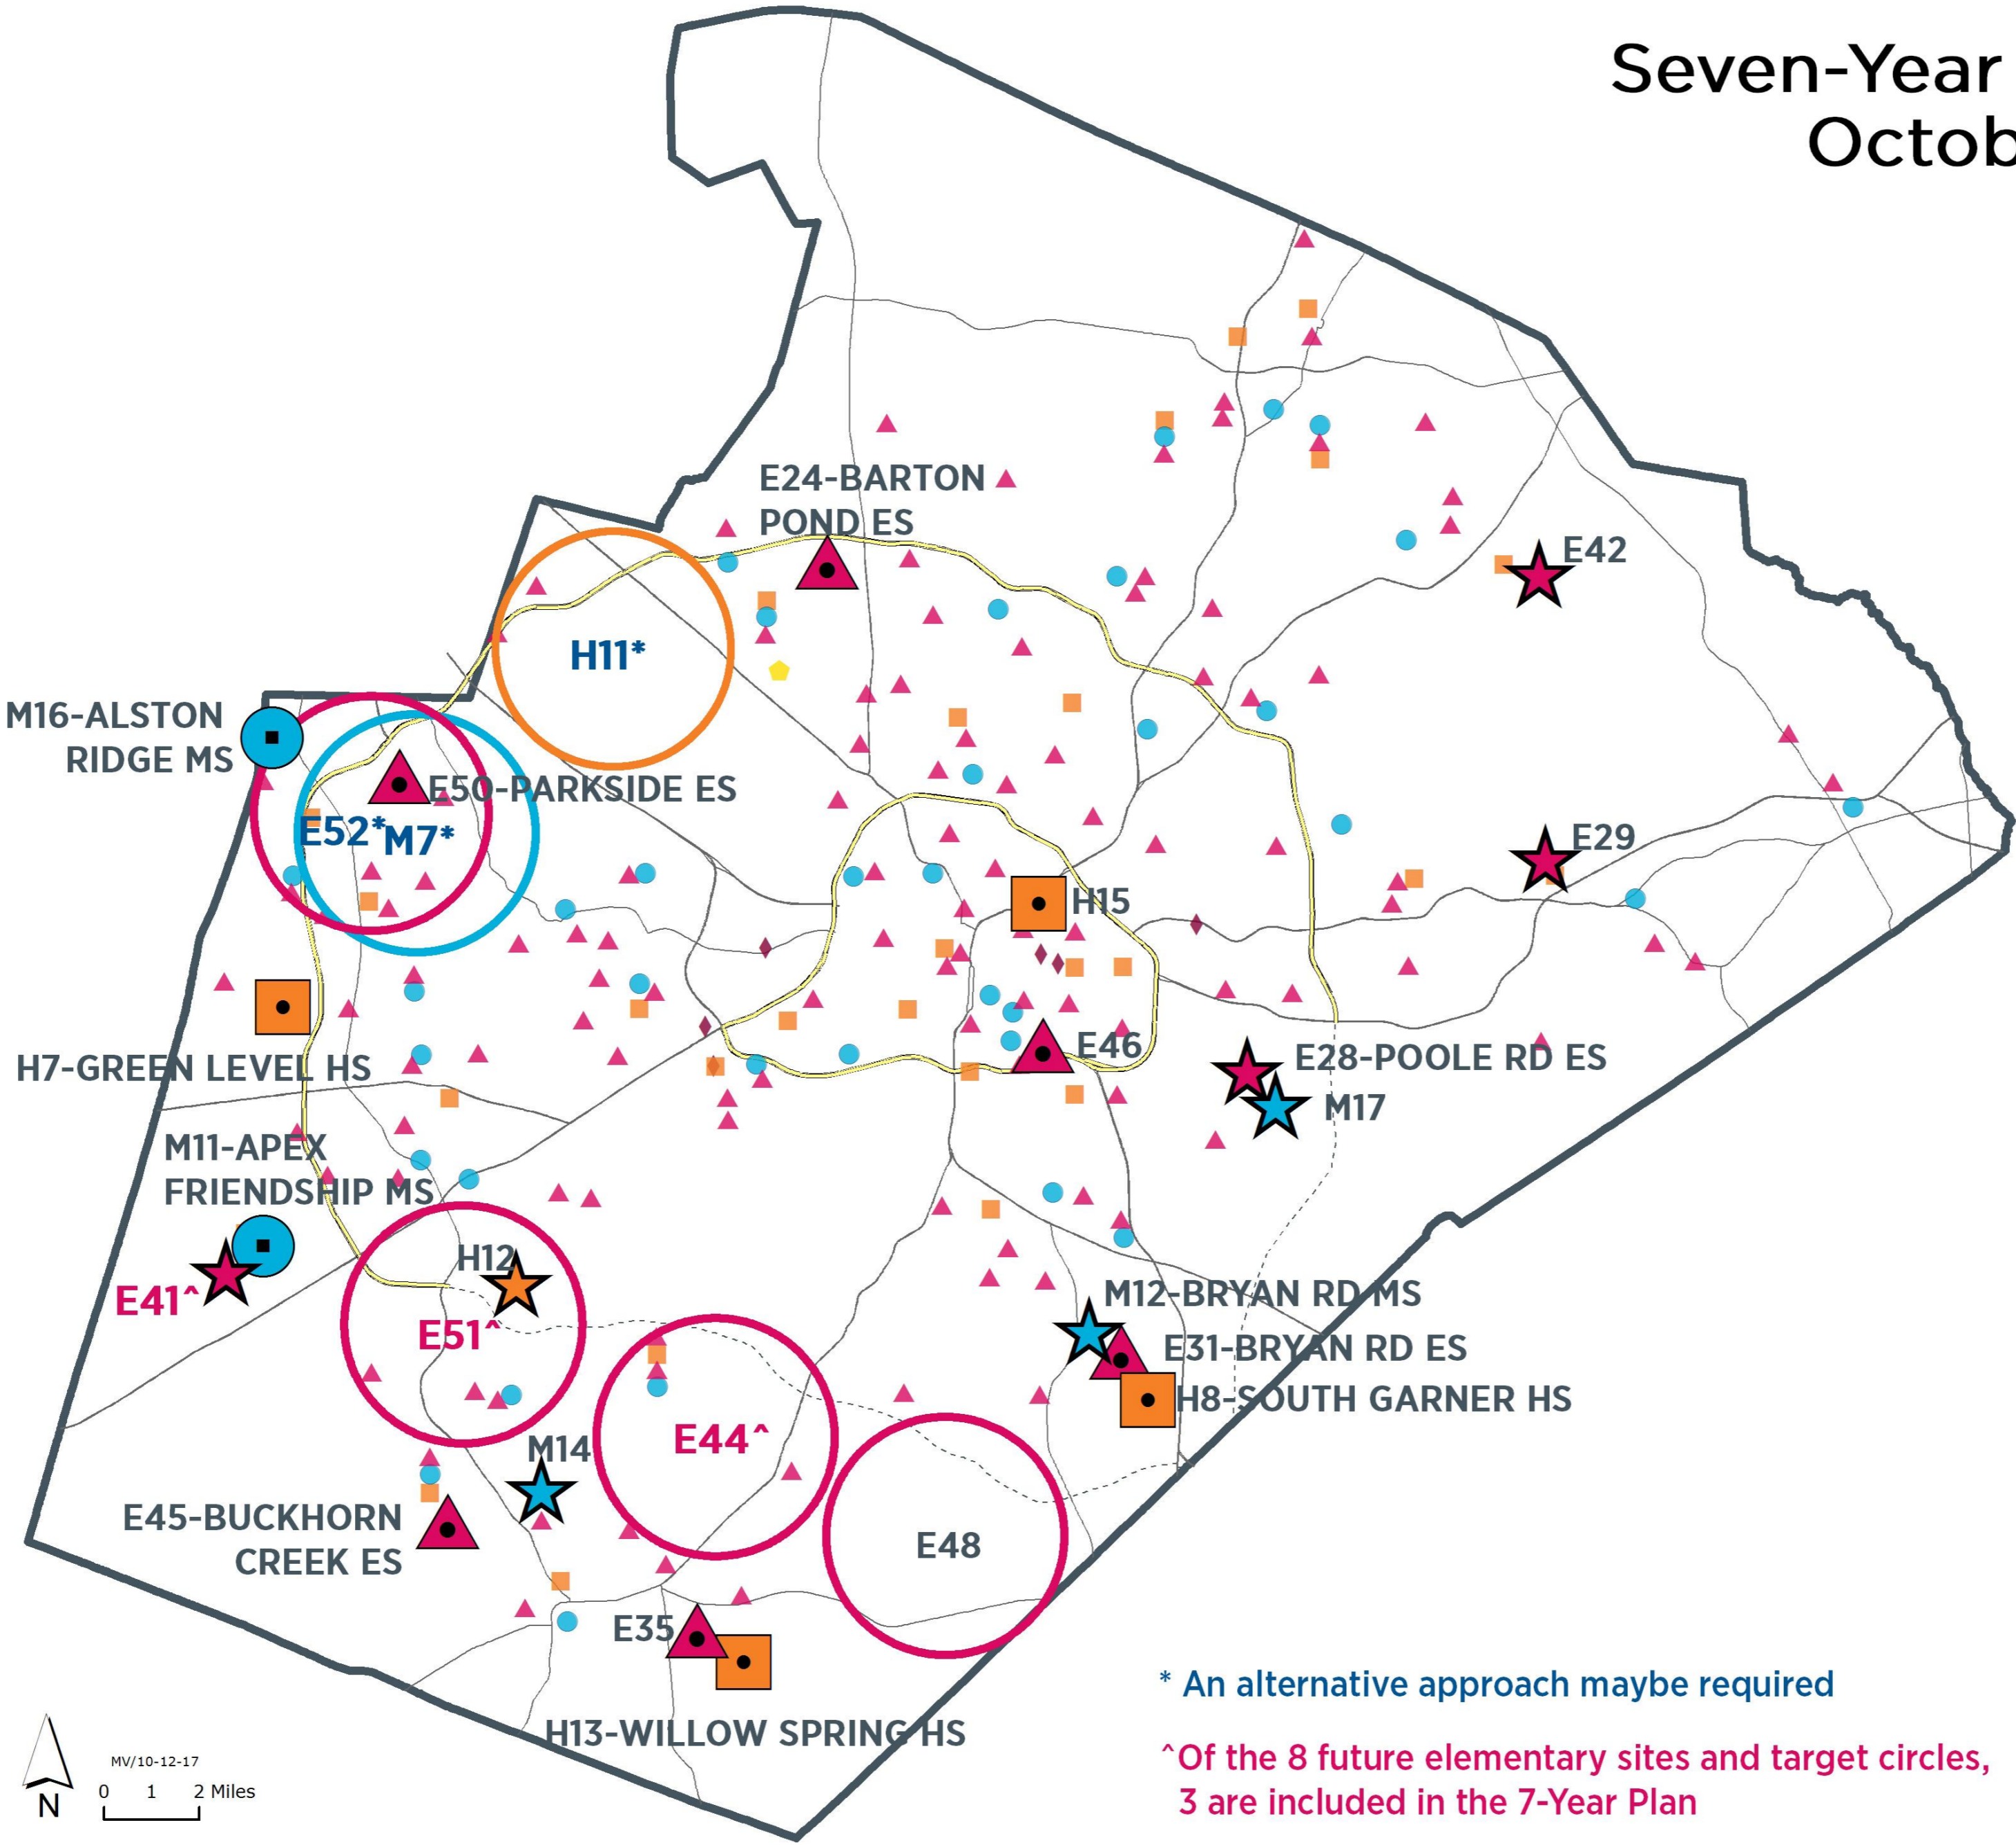 Seven-Year
Octob
E24-BARTON
POND ES
E42
H11*
M16-ALSTON
RIDGE MS
E50-PARKSIDE ES
E52*
M7*
E29
H15
H7-GREEN LEVEL HS
E46
E28-POOLE RD ES
M17
M11-APEX
FRIENDSHIP MS
H12
E41^
E51^
M12-BRYAN RD MS
E31-BRYAN RD ES
H8-SOUTH GARNER HS
E44^
M14
E45-BUCKHORN
CREEK ES
E48
E35
H13-WILLOW SPRING HS
* An alternative approach maybe required
^Of the 8 future elementary sites and target circles,
3 are included in the 7-Year Plan
MV/10-12-17
0 1 2 Miles
N